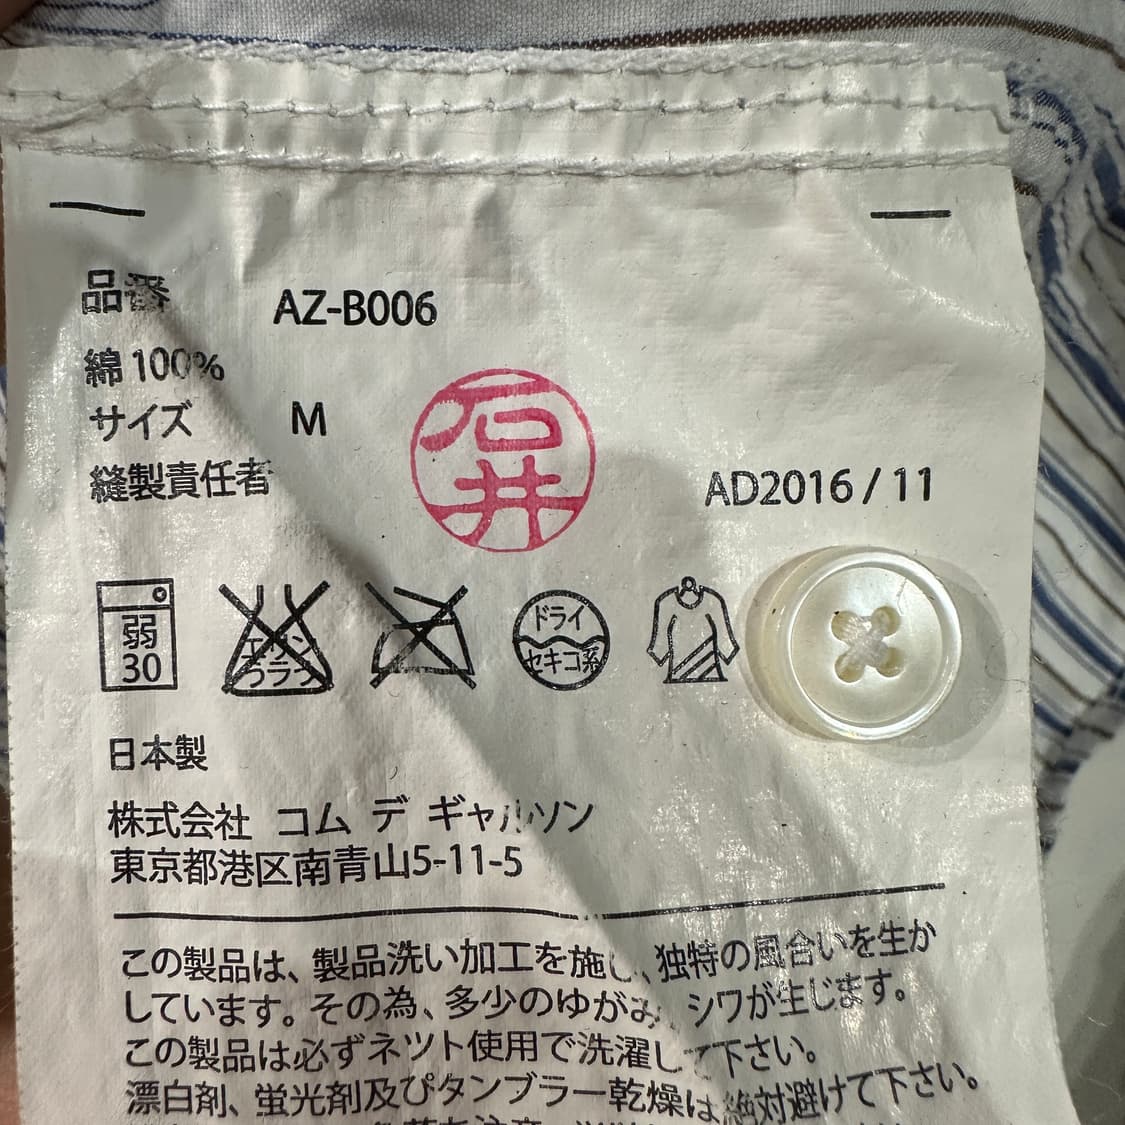 品番 AZ-B006
綿 100%
サイズ M
石井
縫製責任者
AD2016 / 11
弱
30
エンソ
ドライ
セキユ系
日本製
株式会社 コム デ ギャルソン
東京都港区南青山5-11-5
この製品は、製品洗い加工を施し、独特の風合いを生か
しています。その為、多少のゆがみ、シワが生じます。
この製品は必ずネット使用で洗濯して下さい。
漂白剤、蛍光剤及びタンブラー乾燥は絶対避けて下さい。